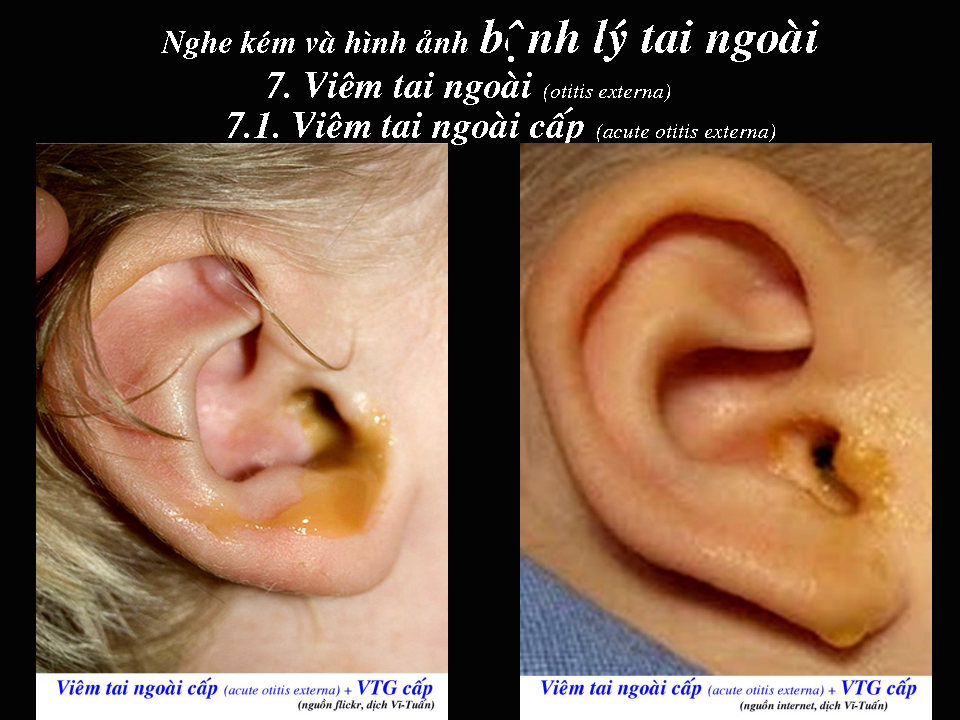 Nghe kém và hình ảnh bệnh lý tai ngoài
7. Viêm tai ngoài (otitis externa)
7.1. Viêm tai ngoài cấp (acute otitis externa)
Viêm tai ngoài cấp (acute otitis externa) + VTG cấp
(nguồn flickr, dịch Vĩ-Tuấn)
Viêm tai ngoài cấp (acute otitis externa) + VTG cấp
(nguồn internet, dịch Vĩ-Tuấn)